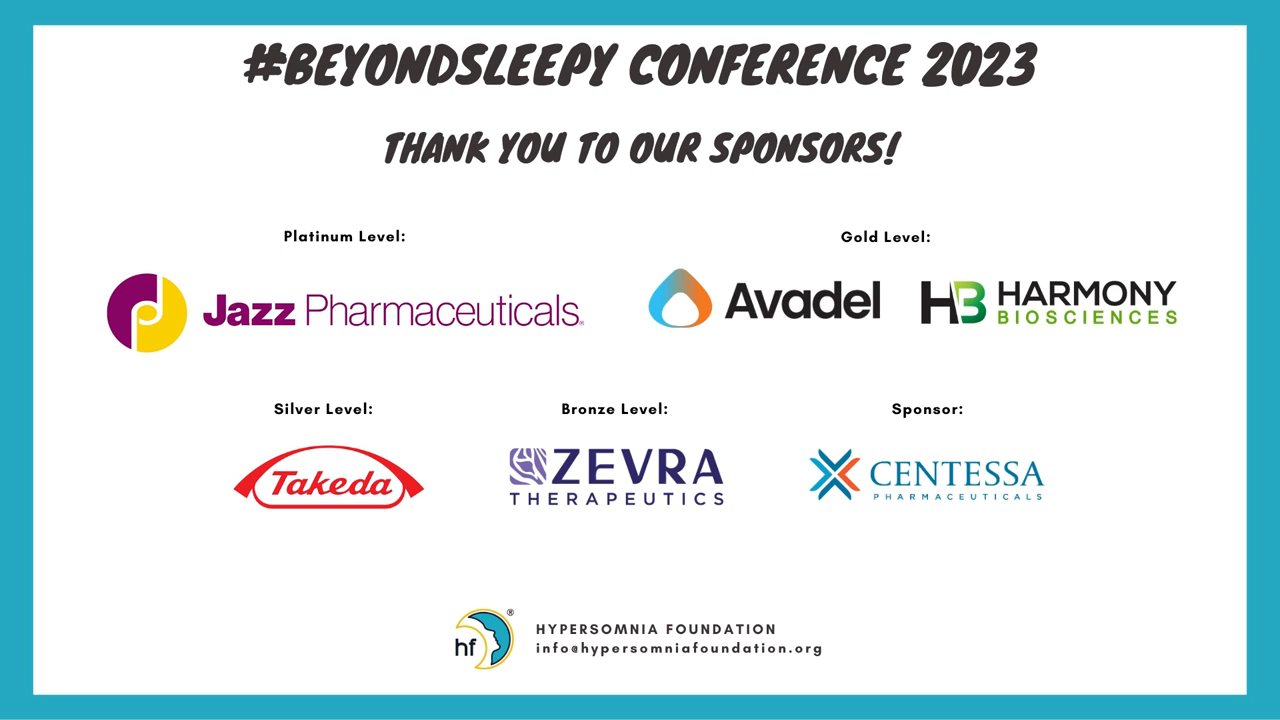 #BEYONDSLEEPY CONFERENCE 2023
THANK YOU TO OUR SPONSORS!
Platinum Level:
Jazz Pharmaceuticals®
Gold Level:
Avadel
HB HARMONY
BIOSCIENCES
Silver Level:
Takeda
Bronze Level:
ZEVRA
THERAPEUTICS
Sponsor:
CENTESSA
PHARMACEUTICALS
hf®
HYPERSOMNIA FOUNDATION
info@hypersomniafoundation.org